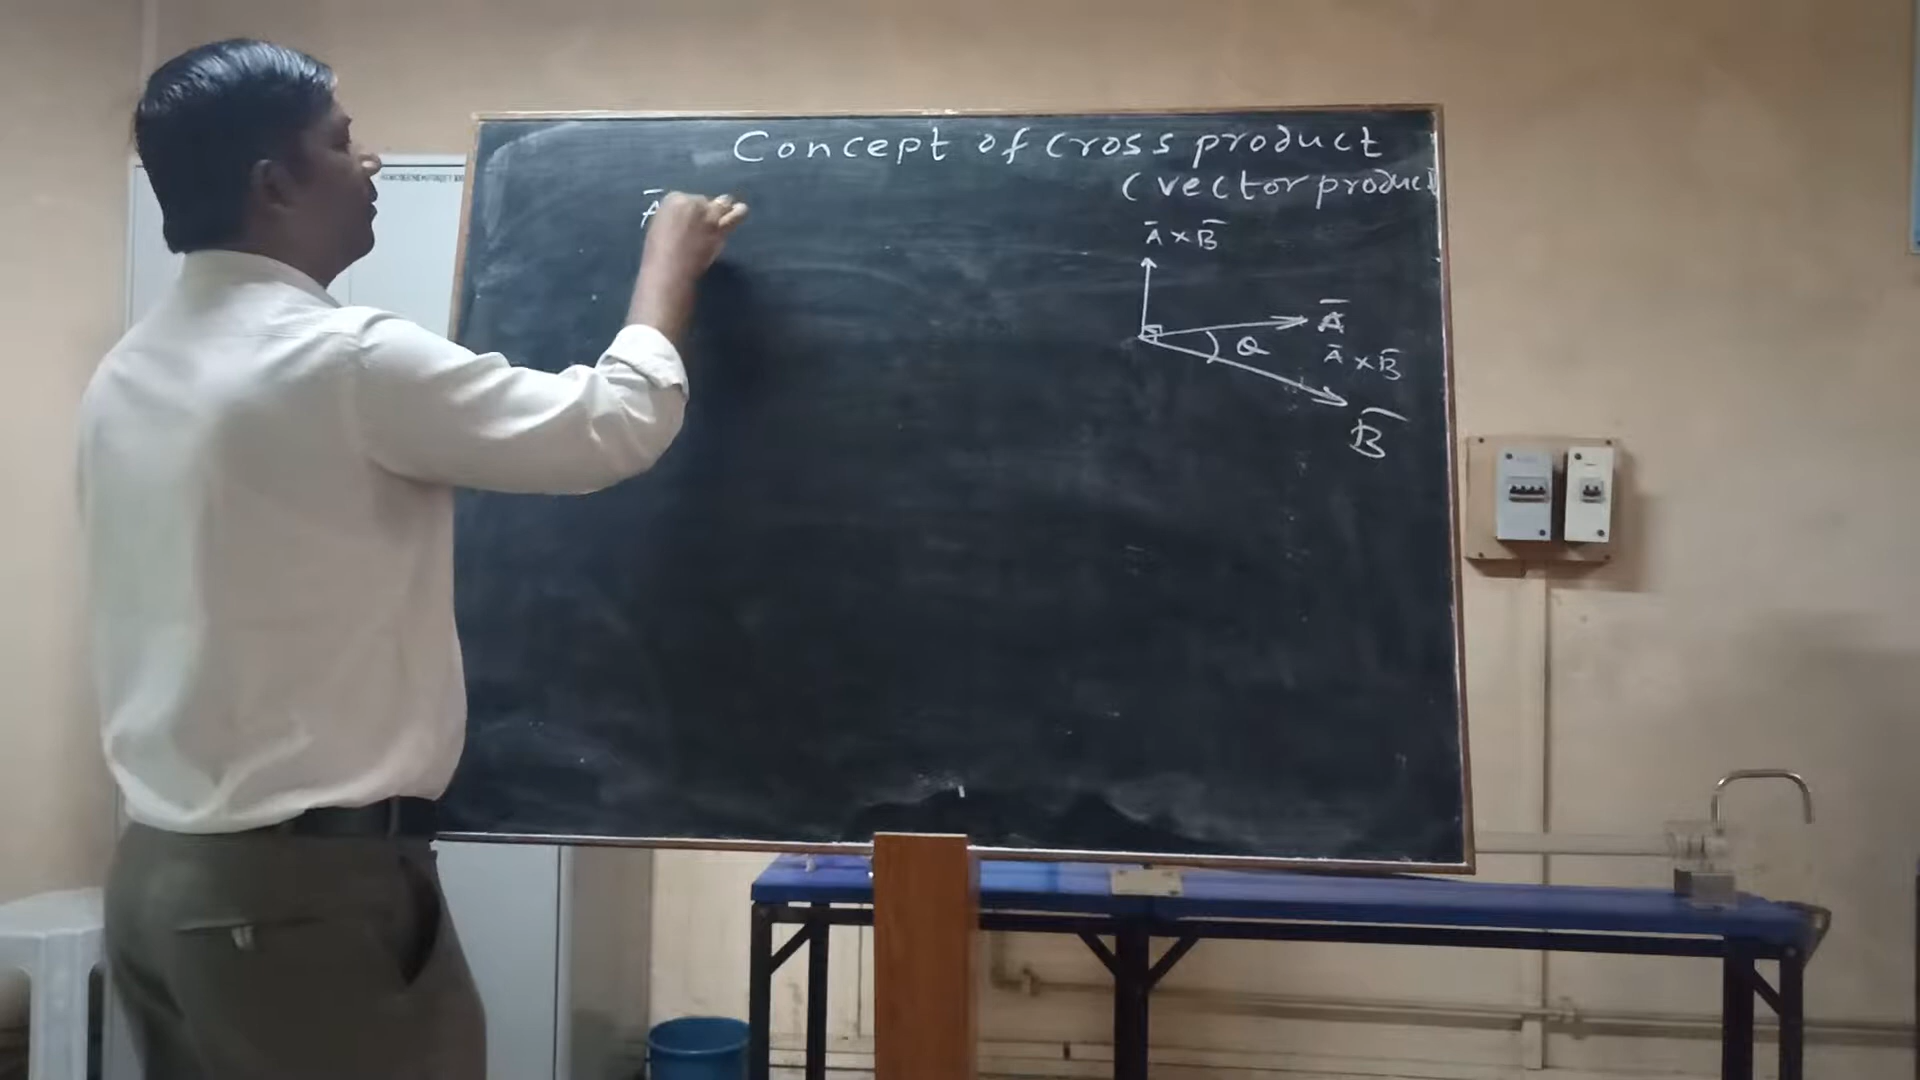 Concept of Cross product
(vector product
A̅
A̅ × B̅
A̅
θ
A̅ × B̅
B̅